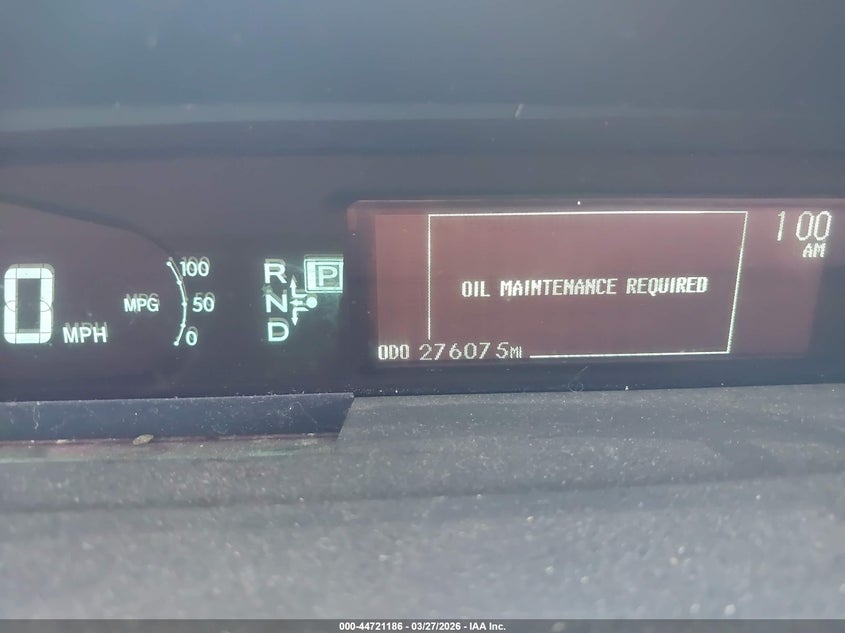 0 MPH
MPG
100
50
0
R
N
D
P
OIL MAINTENANCE REQUIRED
ODO 276075MI
1:00
AM
000-44721186 - 03/27/2026 - IAA Inc.